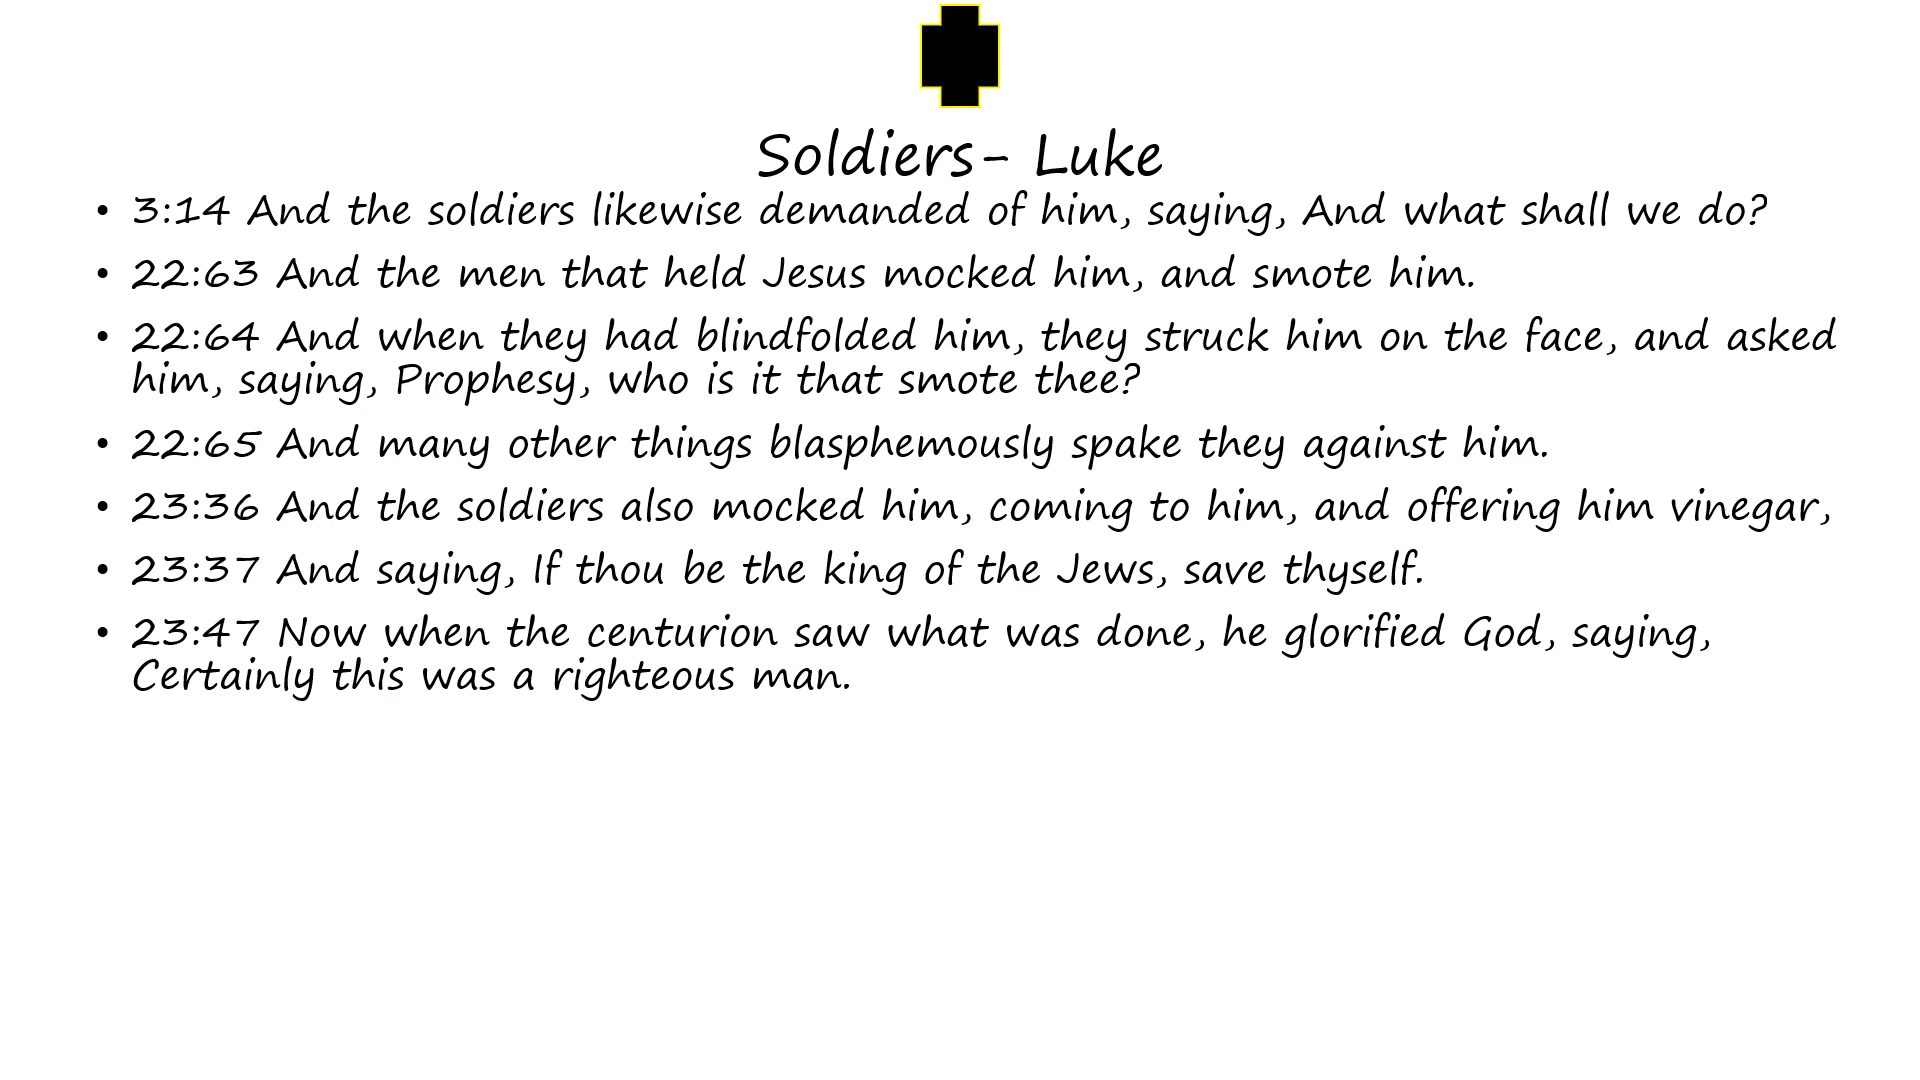 Soldiers- Luke
• 3:14 And the soldiers likewise demanded of him, saying, And what shall we do?
• 22:63 And the men that held Jesus mocked him, and smote him.
• 22:64 And when they had blindfolded him, they struck him on the face, and asked
him, saying, Prophesy, who is it that smote thee?
• 22:65 And many other things blasphemously spake they against him.
• 23:36 And the soldiers also mocked him, coming to him, and offering him vinegar,
• 23:37 And saying, If thou be the king of the Jews, save thyself.
• 23:47 Now when the centurion saw what was done, he glorified God, saying,
Certainly this was a righteous man.